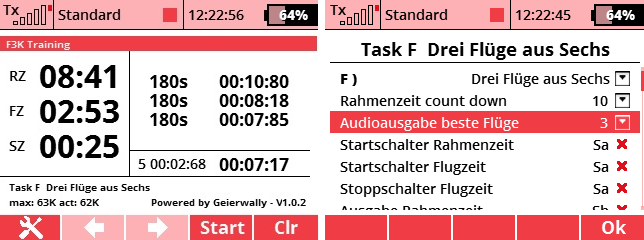 Tx Standard 12:22:56 64%
F3K Training
RZ 08:41
FZ 02:53
SZ 00:25
180s 00:10:80
180s 00:08:18
180s 00:07:85
5 00:02:68 00:07:17
Task F Drei Flüge aus Sechs
max: 63K act: 62K Powered by Geierwally - V1.0.2
Start Clr
Tx Standard 12:22:45 64%
Task F Drei Flüge aus Sechs
F ) Drei Flüge aus Sechs
Rahmenzeit count down 10
Audioausgabe beste Flüge 3
Startschalter Rahmenzeit Sa
Startschalter Flugzeit Sa
Stoppschalter Flugzeit Sa
Ausgabe Rahmenzeit Sh
Ok